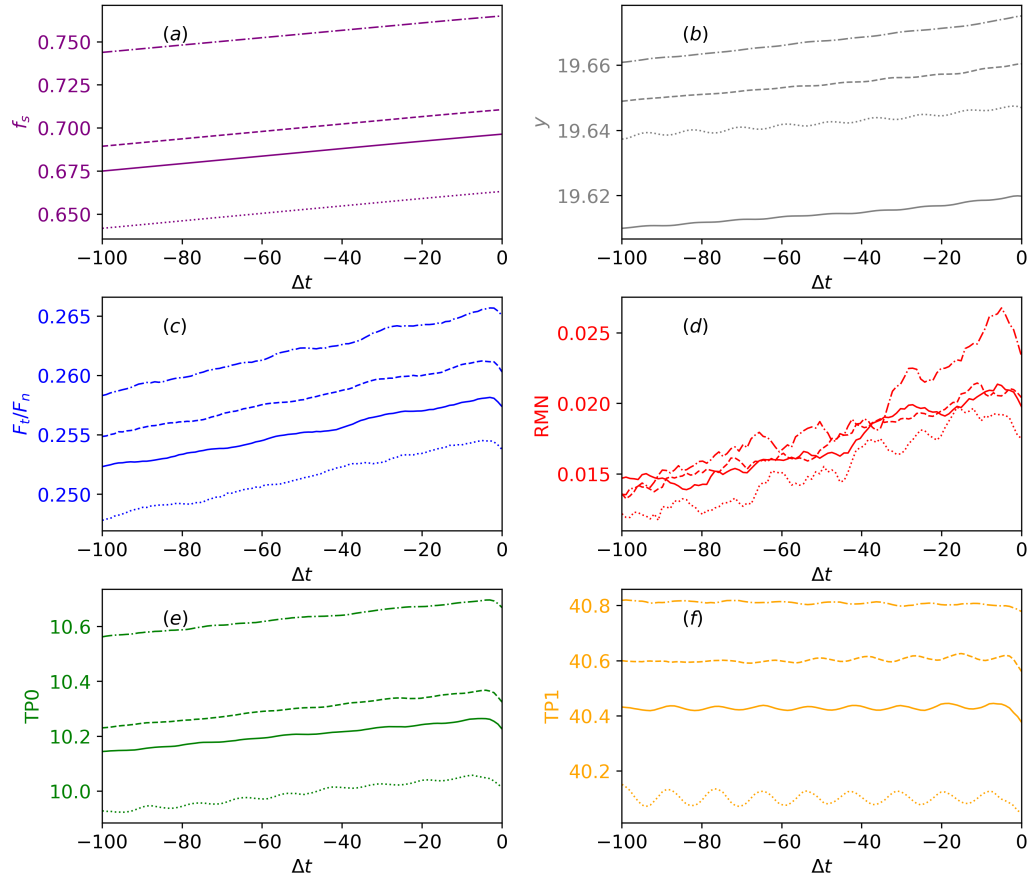 (a)
0.750
0.725
0.700
0.675
0.650
f_s
−100 −80 −60 −40 −20 0
Δt
(b)
19.66
19.64
19.62
y
−100 −80 −60 −40 −20 0
Δt
(c)
0.265
0.260
0.255
0.250
F_t/F_n
−100 −80 −60 −40 −20 0
Δt
(d)
0.025
0.020
0.015
RMN
−100 −80 −60 −40 −20 0
Δt
(e)
10.6
10.4
10.2
10.0
TP0
−100 −80 −60 −40 −20 0
Δt
(f)
40.8
40.6
40.4
40.2
TP1
−100 −80 −60 −40 −20 0
Δt